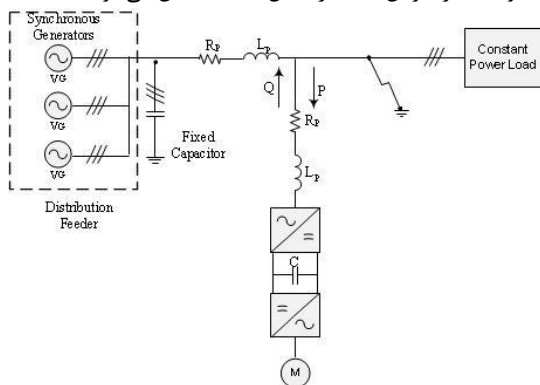 Synchronous
Generators
VG
VG
VG
Distribution
Feeder
Fixed
Capacitor
Rp
Lp
Q
P
Rp
Lp
C
M
Constant
Power Load